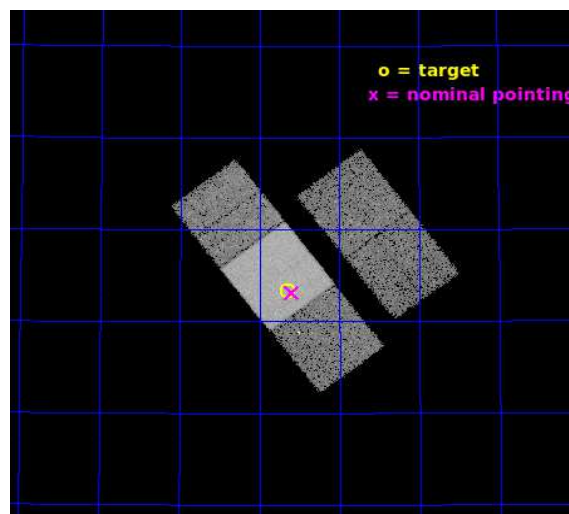 o = target
x = nominal pointing